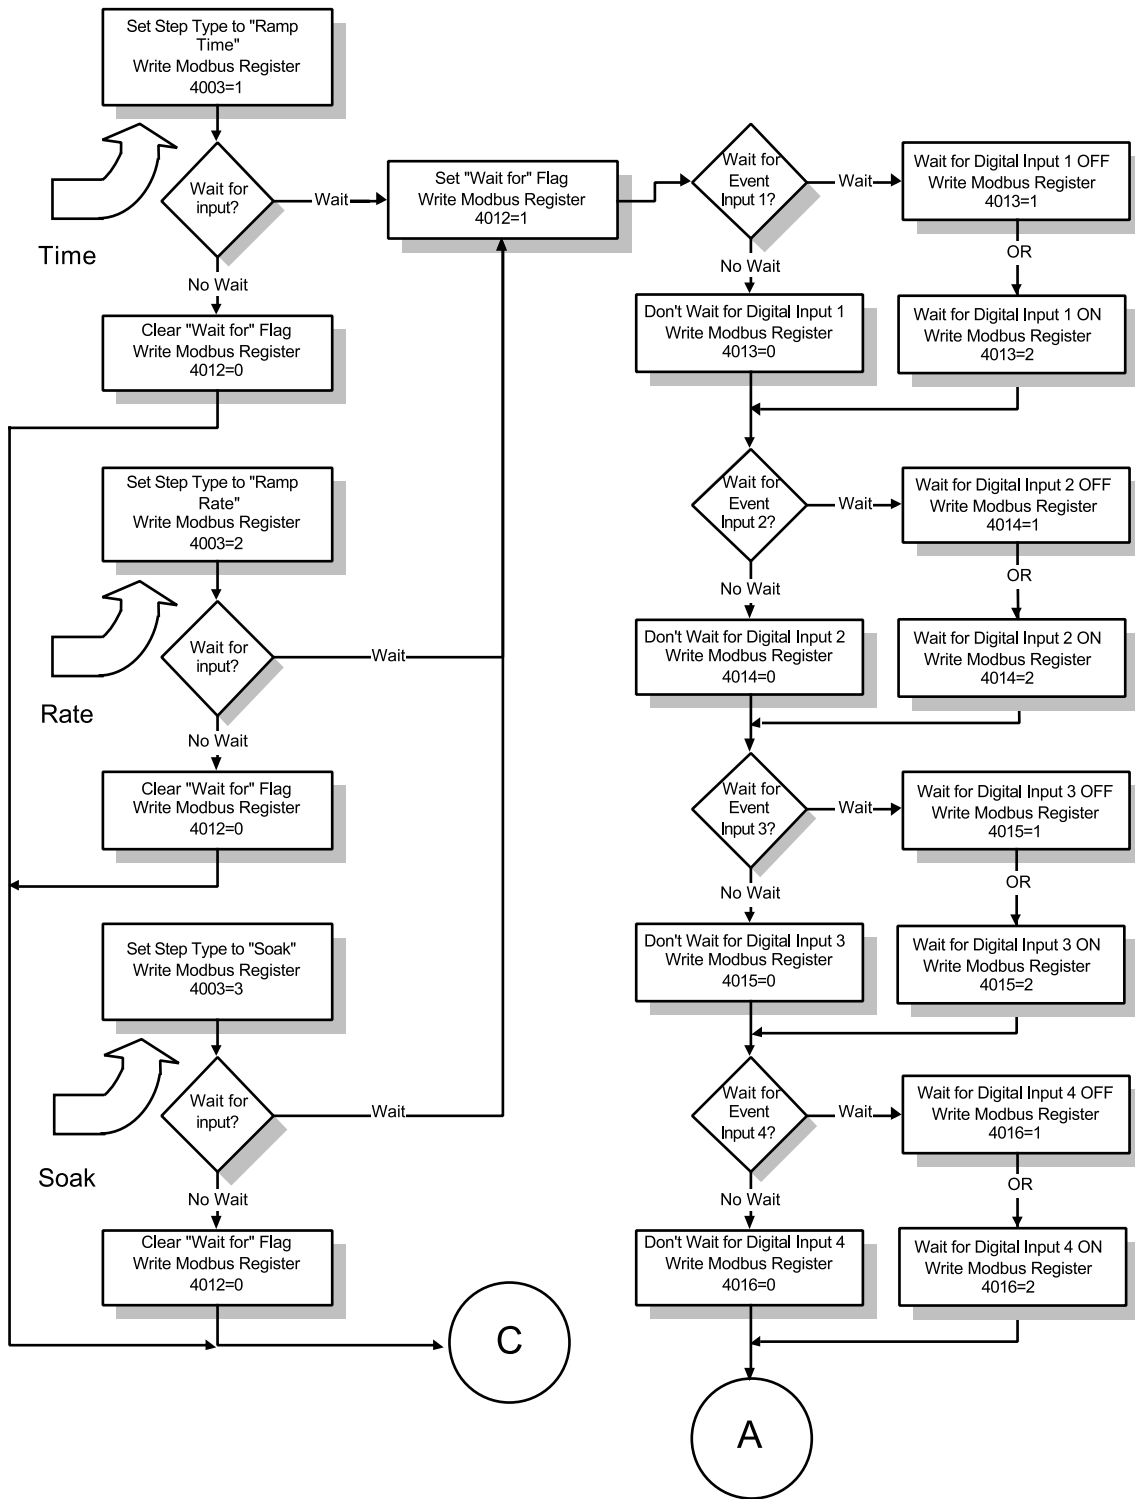 Set Step Type to "Ramp
Time"
Write Modbus Register
4003=1
Wait for
input?
Wait
Time
No Wait
Clear "Wait for" Flag
Write Modbus Register
4012=0
Set "Wait for" Flag
Write Modbus Register
4012=1
Set Step Type to "Ramp
Rate"
Write Modbus Register
4003=2
Wait for
input?
Wait
Rate
No Wait
Clear "Wait for" Flag
Write Modbus Register
4012=0
Set Step Type to "Soak"
Write Modbus Register
4003=3
Wait for
input?
Wait
Soak
No Wait
Clear "Wait for" Flag
Write Modbus Register
4012=0
C
Wait for
Event
Input 1?
Wait
Wait for Digital Input 1 OFF
Write Modbus Register
4013=1
OR
No Wait
Don't Wait for Digital Input 1
Write Modbus Register
4013=0
Wait for Digital Input 1 ON
Write Modbus Register
4013=2
Wait for
Event
Input 2?
Wait
Wait for Digital Input 2 OFF
Write Modbus Register
4014=1
OR
No Wait
Don't Wait for Digital Input 2
Write Modbus Register
4014=0
Wait for Digital Input 2 ON
Write Modbus Register
4014=2
Wait for
Event
Input 3?
Wait
Wait for Digital Input 3 OFF
Write Modbus Register
4015=1
OR
No Wait
Don't Wait for Digital Input 3
Write Modbus Register
4015=0
Wait for Digital Input 3 ON
Write Modbus Register
4015=2
Wait for
Event
Input 4?
Wait
Wait for Digital Input 4 OFF
Write Modbus Register
4016=1
OR
No Wait
Don't Wait for Digital Input 4
Write Modbus Register
4016=0
Wait for Digital Input 4 ON
Write Modbus Register
4016=2
A